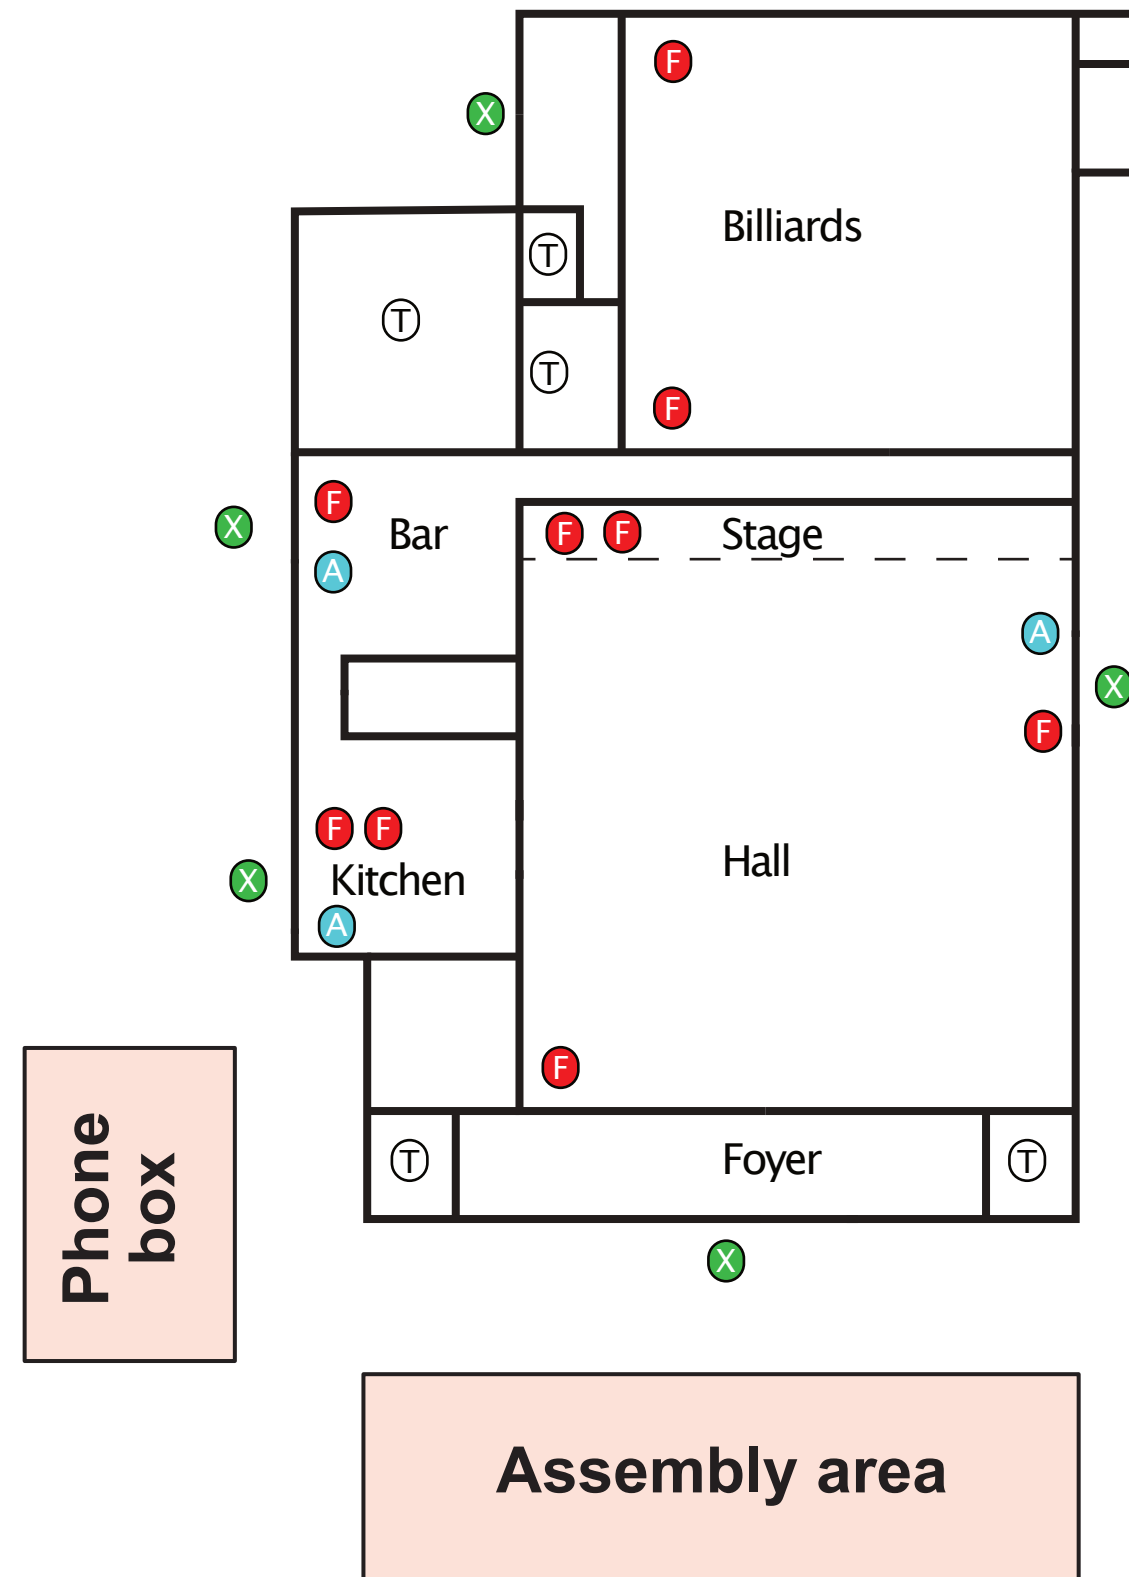 F
X
Billiards
T
T
T
F
F
Bar
F
F
Stage
X
A
A
X
F
F
F
Hall
Kitchen
X
A
F
T
Foyer
T
Phone
box
X
Assembly area